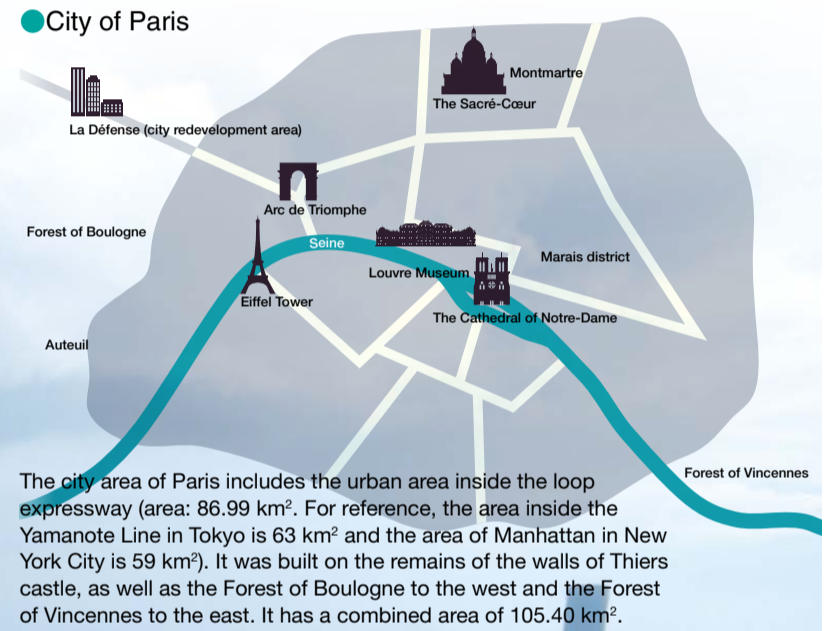 City of Paris
Montmartre
The Sacré-Cœur
La Défense (city redevelopment area)
Arc de Triomphe
Forest of Boulogne
Seine
Marais district
Louvre Museum
Eiffel Tower
The Cathedral of Notre-Dame
Auteuil
Forest of Vincennes
The city area of Paris includes the urban area inside the loop
expressway (area: 86.99 km². For reference, the area inside the
Yamanote Line in Tokyo is 63 km² and the area of Manhattan in New
York City is 59 km²). It was built on the remains of the walls of Thiers
castle, as well as the Forest of Boulogne to the west and the Forest
of Vincennes to the east. It has a combined area of 105.40 km².